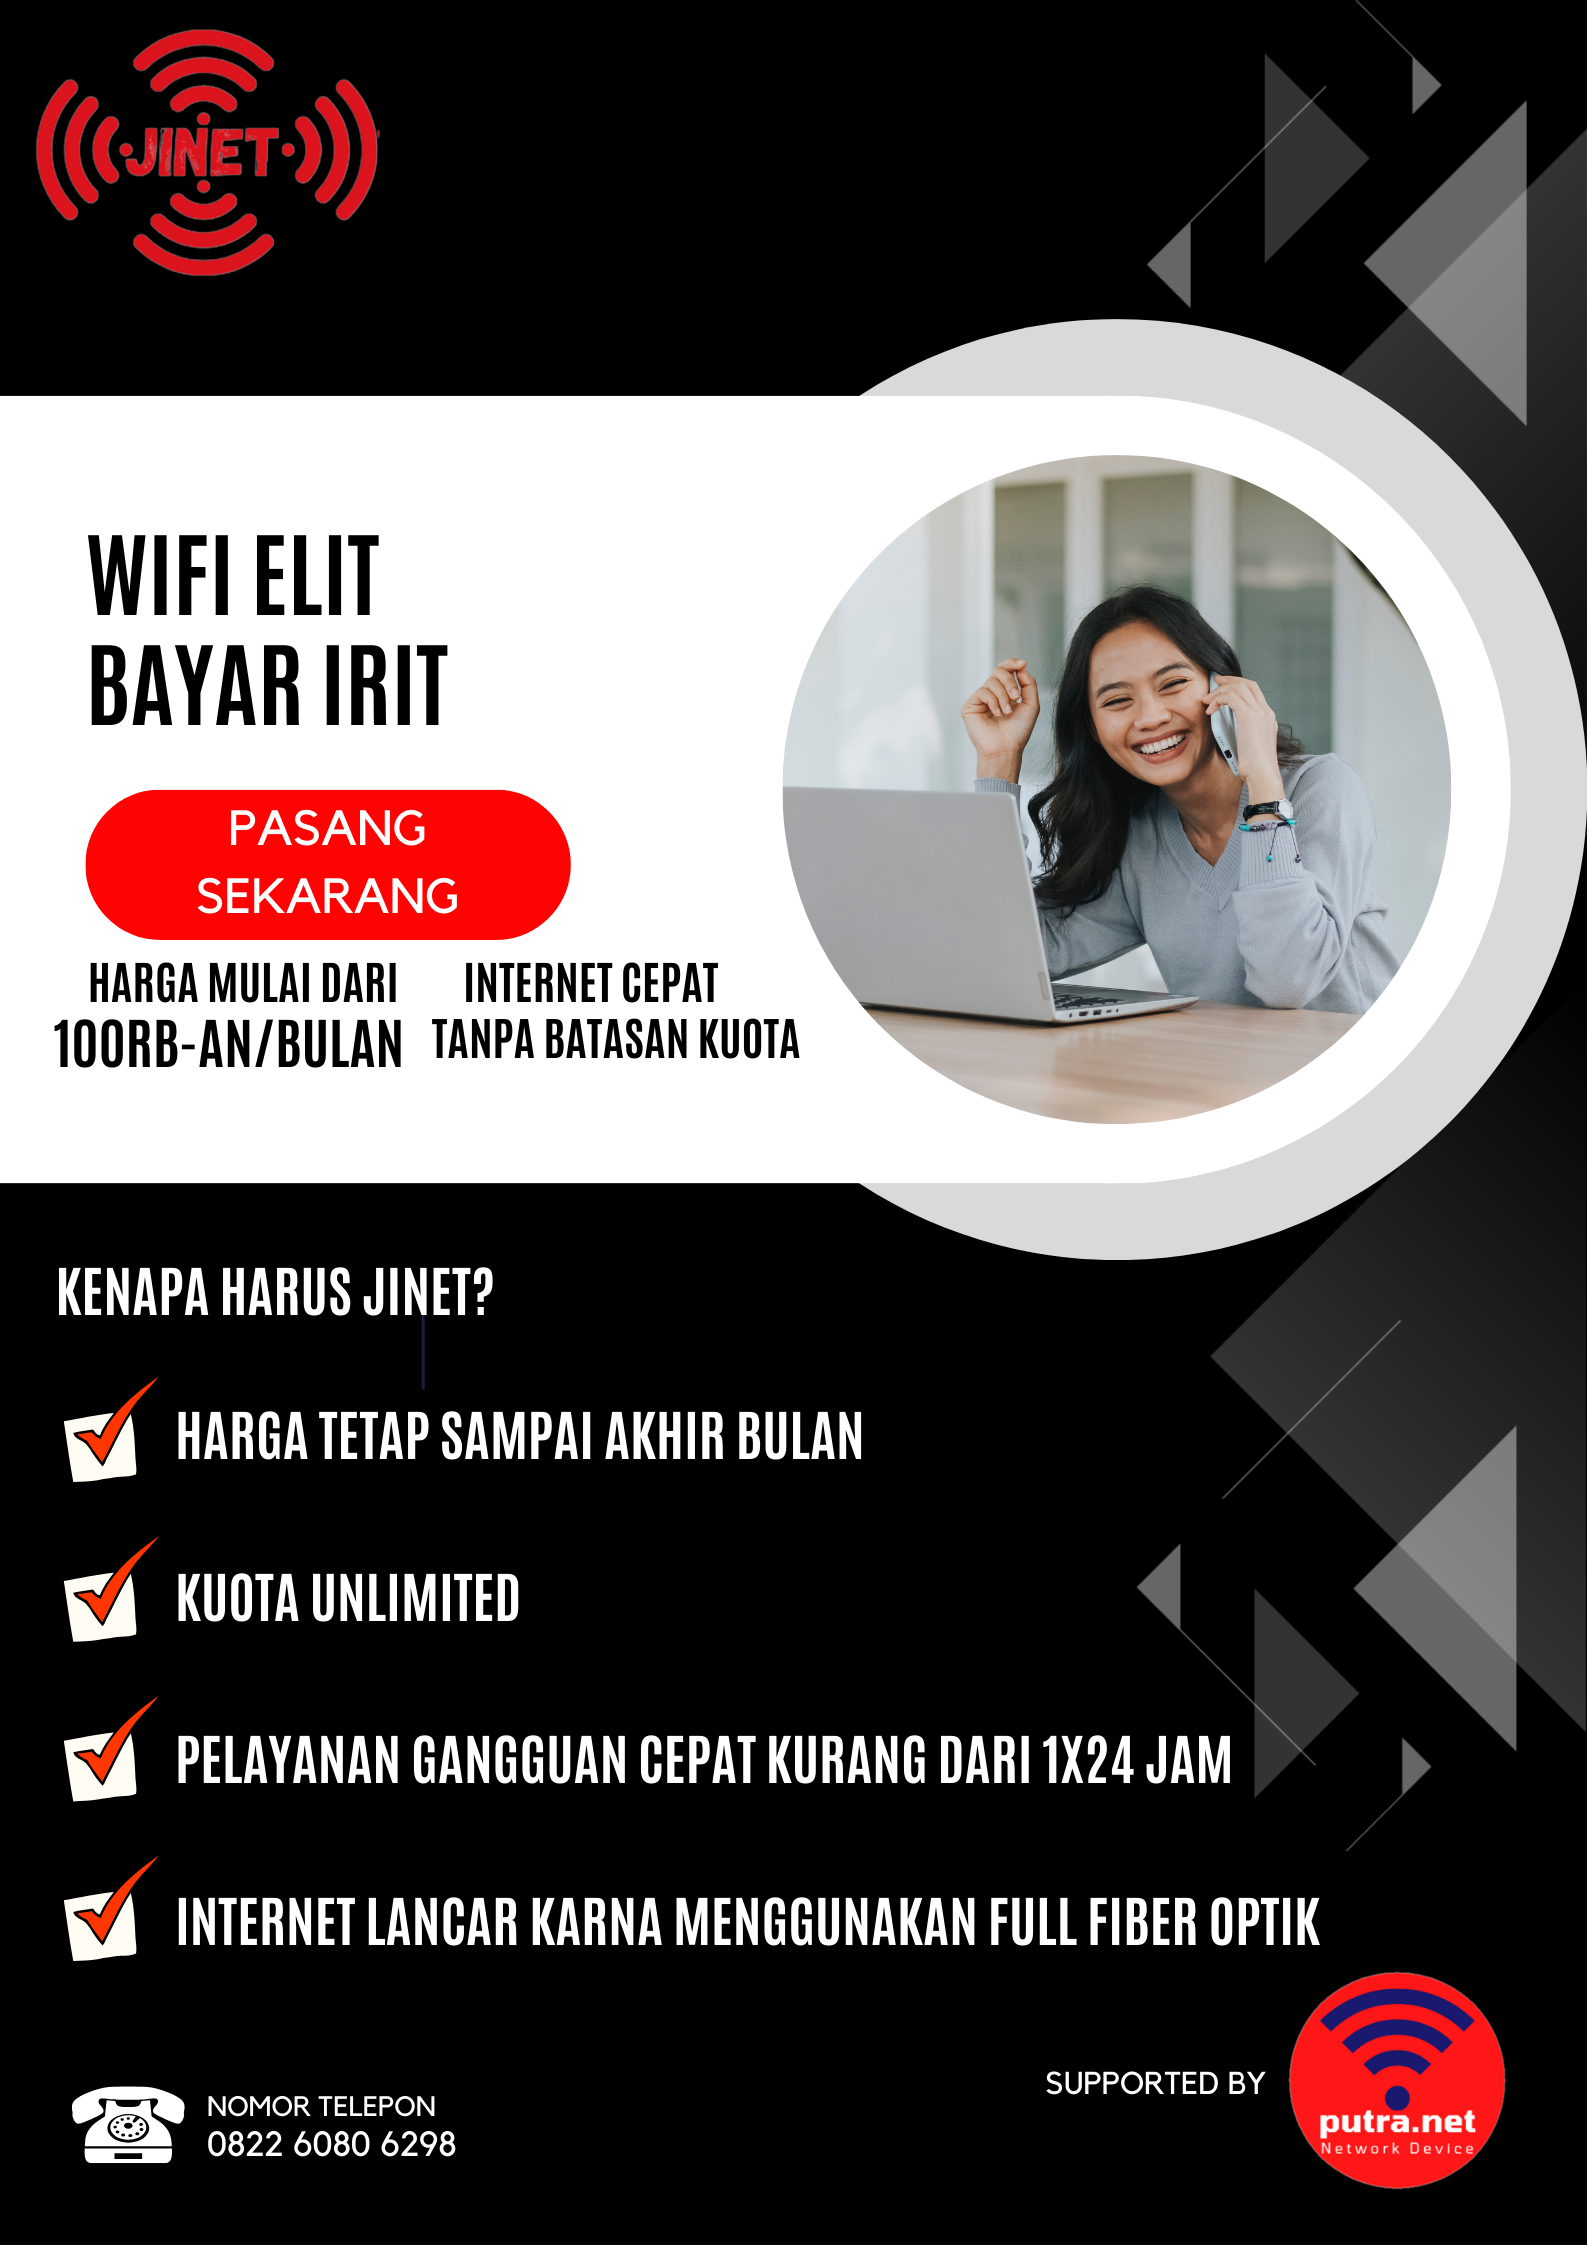 JINET
WIFI ELIT
BAYAR IRIT
PASANG
SEKARANG
HARGA MULAI DARI
100RB-AN/BULAN
INTERNET CEPAT
TANPA BATASAN KUOTA
KENAPA HARUS JINET?
HARGA TETAP SAMPAI AKHIR BULAN
KUOTA UNLIMITED
PELAYANAN GANGGUAN CEPAT KURANG DARI 1X24 JAM
INTERNET LANCAR KARNA MENGGUNAKAN FULL FIBER OPTIK
NOMOR TELEPON
0822 6080 6298
SUPPORTED BY
putra.net
Network Device